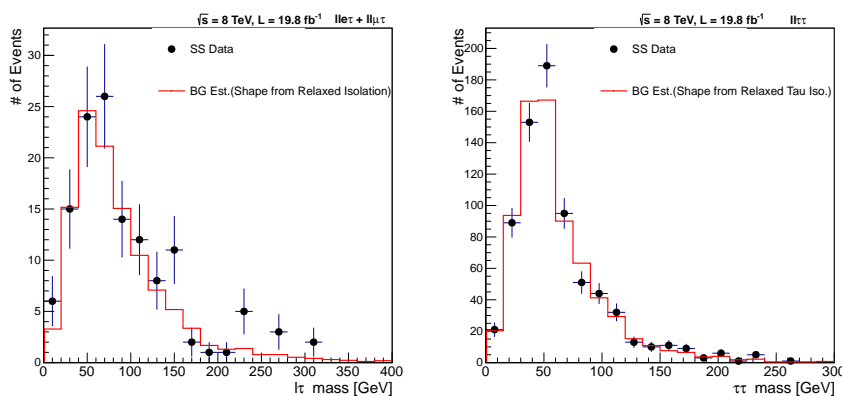 √s = 8 TeV, L = 19.8 fb⁻¹ lleτ + llμτ
SS Data
BG Est.(Shape from Relaxed Isolation)
# of Events
30
25
20
15
10
5
0
0 50 100 150 200 250 300 350 400
lτ mass [GeV]
√s = 8 TeV, L = 19.8 fb⁻¹ llττ
SS Data
BG Est.(Shape from Relaxed Tau Iso.)
# of Events
200
180
160
140
120
100
80
60
40
20
0
0 50 100 150 200 250 300
ττ mass [GeV]